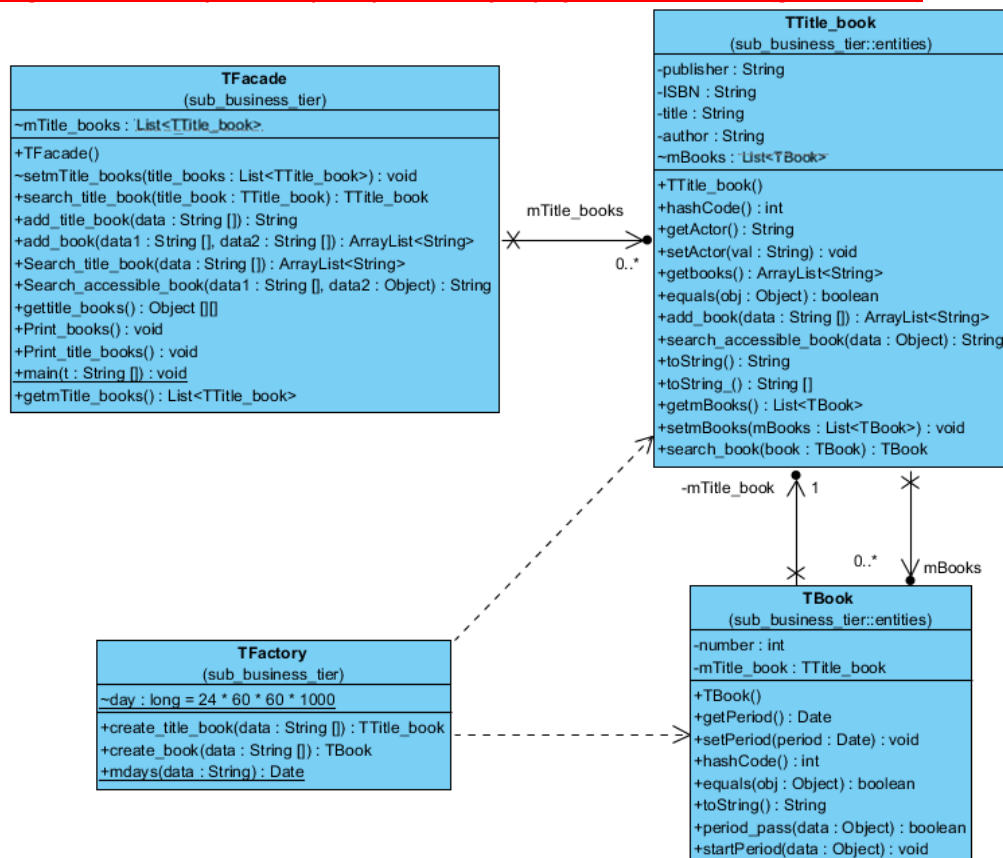 TFacade
(sub_business_tier)
~mTitle_books : List<TTitle_book>
+TFacade()
~setmTitle_books(title_books : List<TTitle_book>) : void
+search_title_book(title_book : TTitle_book) : TTitle_book
+add_title_book(data : String []) : String
+add_book(data1 : String [], data2 : String []) : ArrayList<String>
+Search_title_book(data : String []) : ArrayList<String>
+Search_accessible_book(data1 : String [], data2 : Object) : String
+gettitle_books() : Object [][]
+Print_books() : void
+Print_title_books() : void
+main(t : String []) : void
+getmTitle_books() : List<TTitle_book>
mTitle_books
0..*
TTitle_book
(sub_business_tier::entities)
-publisher : String
-ISBN : String
-title : String
-author : String
~mBooks : List<TBook>
+TTitle_book()
+hashCode() : int
+getActor() : String
+setActor(val : String) : void
+getbooks() : ArrayList<String>
+equals(obj : Object) : boolean
+add_book(data : String []) : ArrayList<String>
+search_accessible_book(data : Object) : String
+toString() : String
+toString_() : String []
+getmBooks() : List<TBook>
+setmBooks(mBooks : List<TBook>) : void
+search_book(book : TBook) : TBook
-mTitle_book
1
0..*
mBooks
TFactory
(sub_business_tier)
~day : long = 24 * 60 * 60 * 1000
+create_title_book(data : String []) : TTitle_book
+create_book(data : String []) : TBook
+mdays(data : String) : Date
TBook
(sub_business_tier::entities)
-number : int
-mTitle_book : TTitle_book
+TBook()
+getPeriod() : Date
+setPeriod(period : Date) : void
+hashCode() : int
+equals(obj : Object) : boolean
+toString() : String
+period_pass(data : Object) : boolean
+startPeriod(data : Object) : void